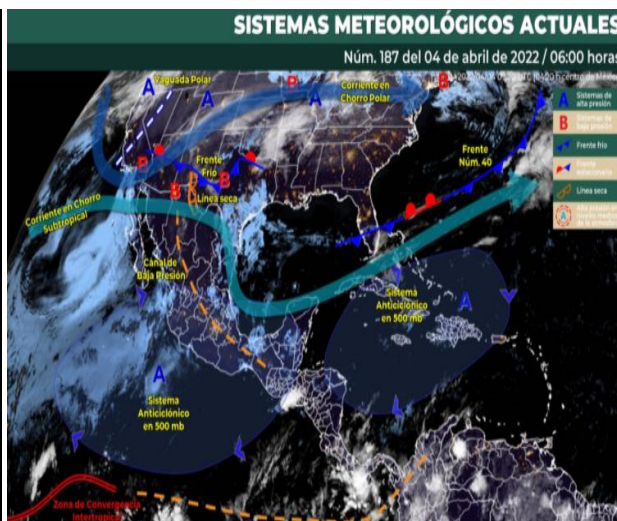 SISTEMAS METEOROLÓGICOS ACTUALES
Núm. 187 del 04 de abril de 2022 / 06:00 horas
Vaguada Polar
A
A
A
B
Corriente en
Chorro Polar
B
A Sistemas de
alta presión
B Sistemas de
baja presión
Frente frío
Frente
estacionario
Línea seca
A
Frente
Núm. 40
B
Frente
Frío
B
B
Línea seca
Corriente en Chorro
Subtropical
Canal de
Baja Presión
Sistema
Anticiclónico
en 500 mb
A
A
Sistema
Anticiclónico
en 500 mb
Zona de Convergencia
Intertropical